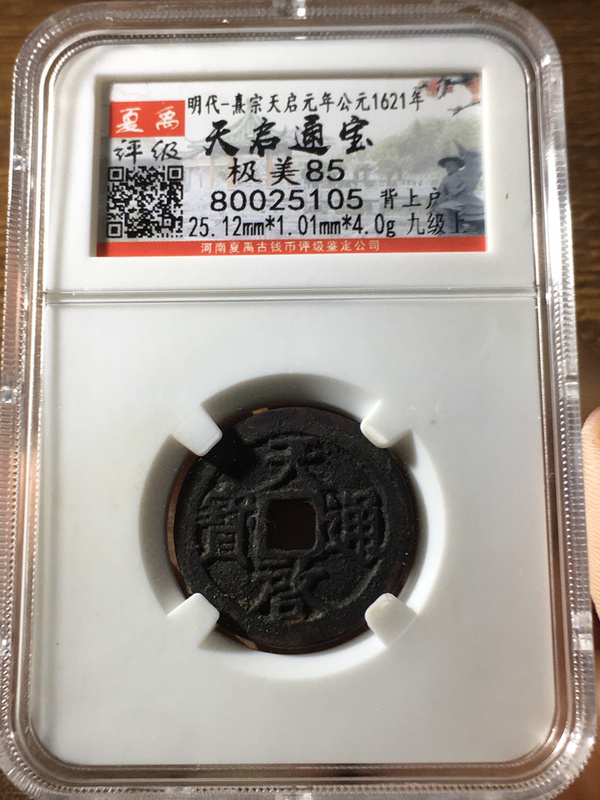 夏禹
评级
明代-熹宗天启元年公元1621年
天启通宝
极美85
80025105 背上户
25.12mm*1.01mm*4.0g 九级上
河南夏禹古钱币评级鉴定公司
天啟通寶